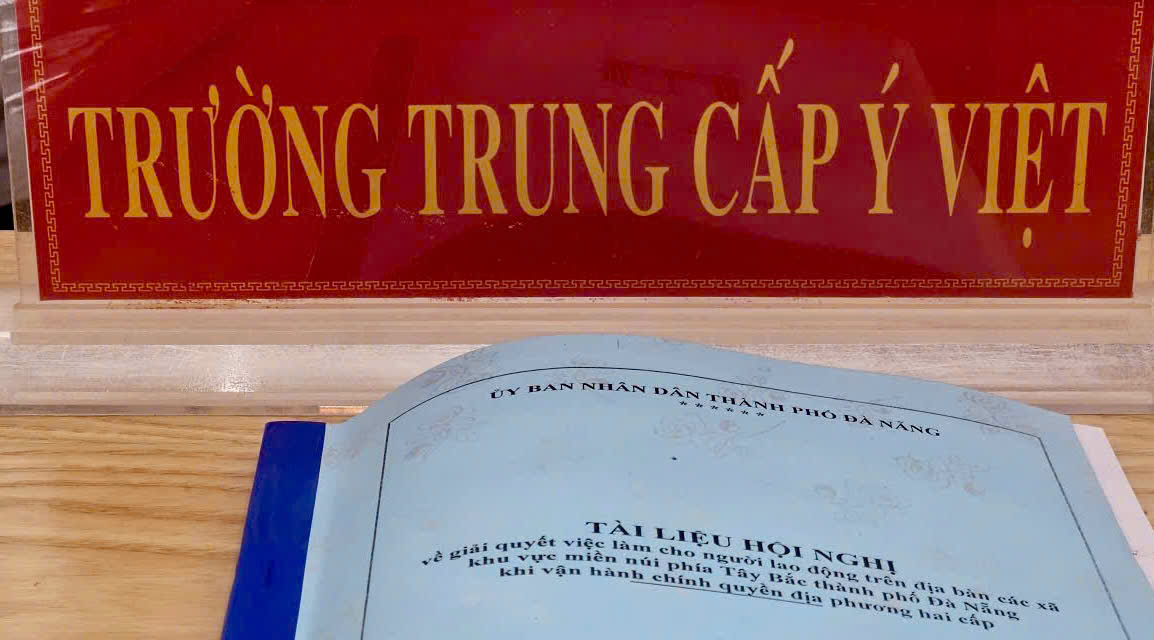 TRƯỜNG TRUNG CẤP Ý VIỆT
ỦY BAN NHÂN DÂN THÀNH PHỐ ĐÀ NẴNG
******
TÀI LIỆU HỘI NGHỊ
về giải quyết việc làm cho người lao động trên địa bàn các xã
khu vực miền núi phía Tây Bắc thành phố Đà Nẵng
khi vận hành chính quyền địa phương hai cấp